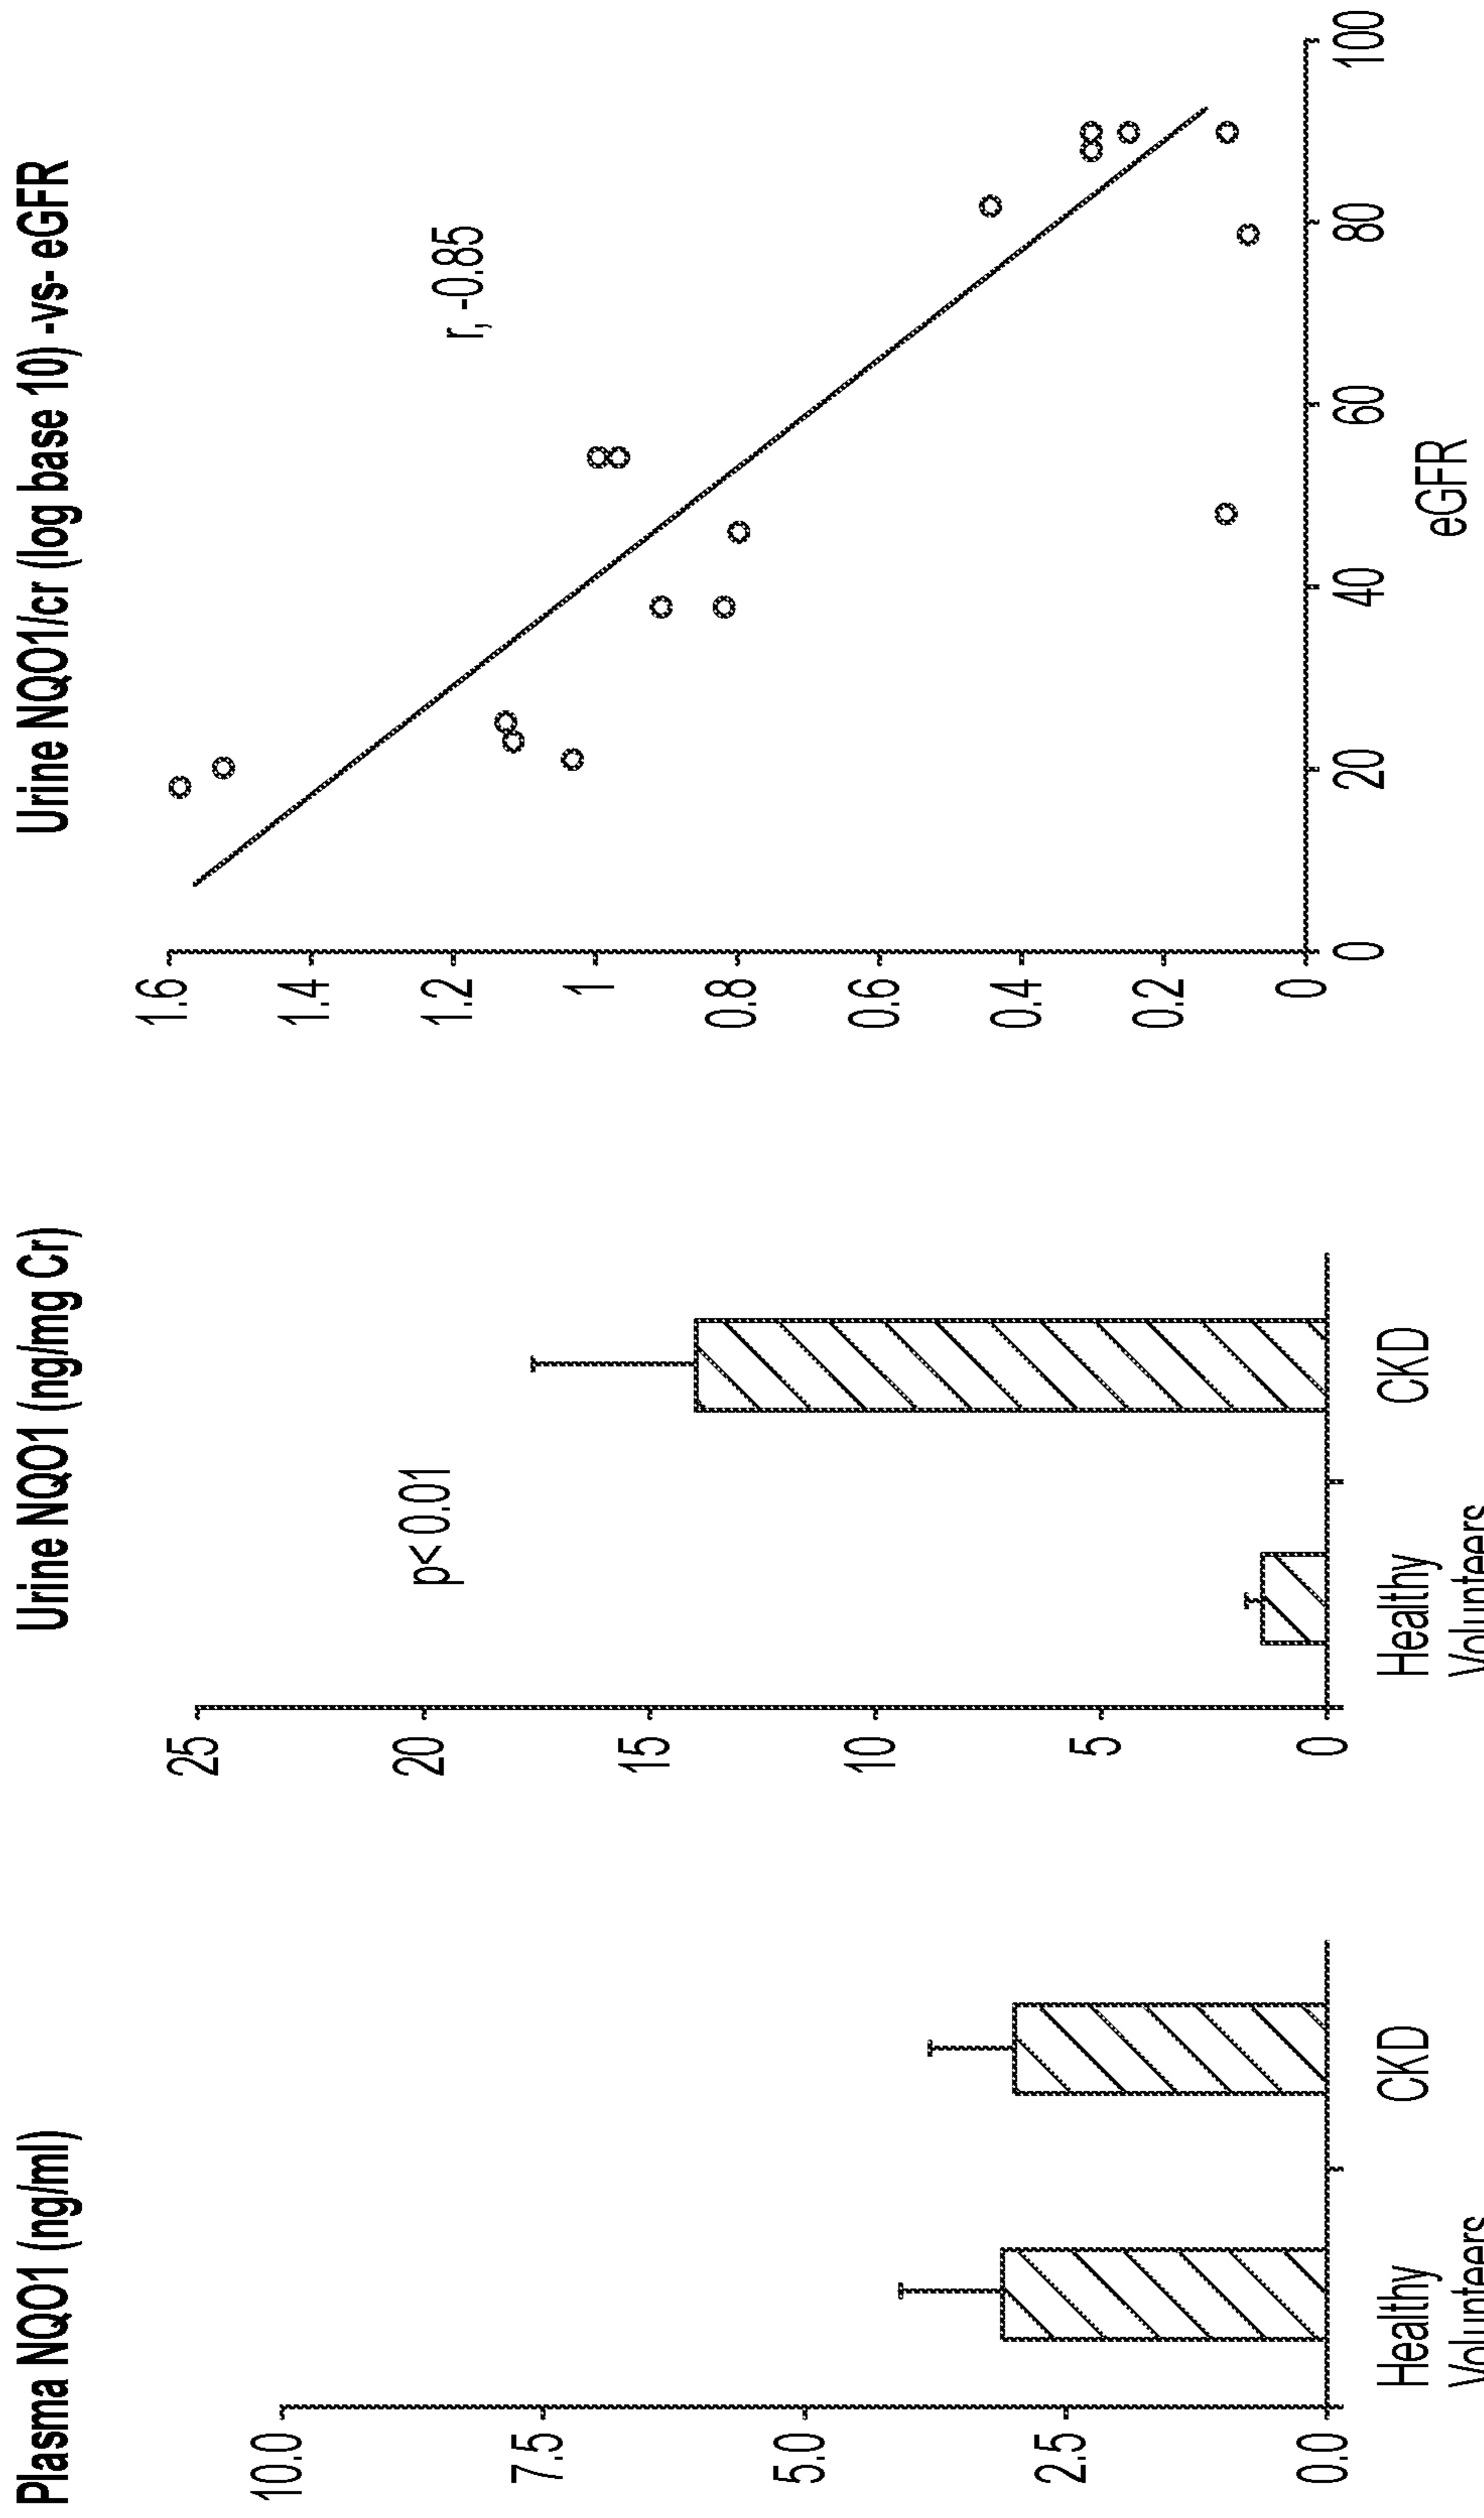 Plasma NQO1 (ng/ml)
10.0
7.5
5.0
2.5
0.0
Healthy
Volunteers
CKD
Urine NQO1 (ng/mg Cr)
25
20
15
10
5
0
p< 0.01
Healthy
Volunteers
CKD
Urine NQO1/cr (log base 10) -vs- eGFR
1.6
1.4
1.2
1
0.8
0.6
0.4
0.2
0
r, -0.85
0 20 40 60 80 100
eGFR